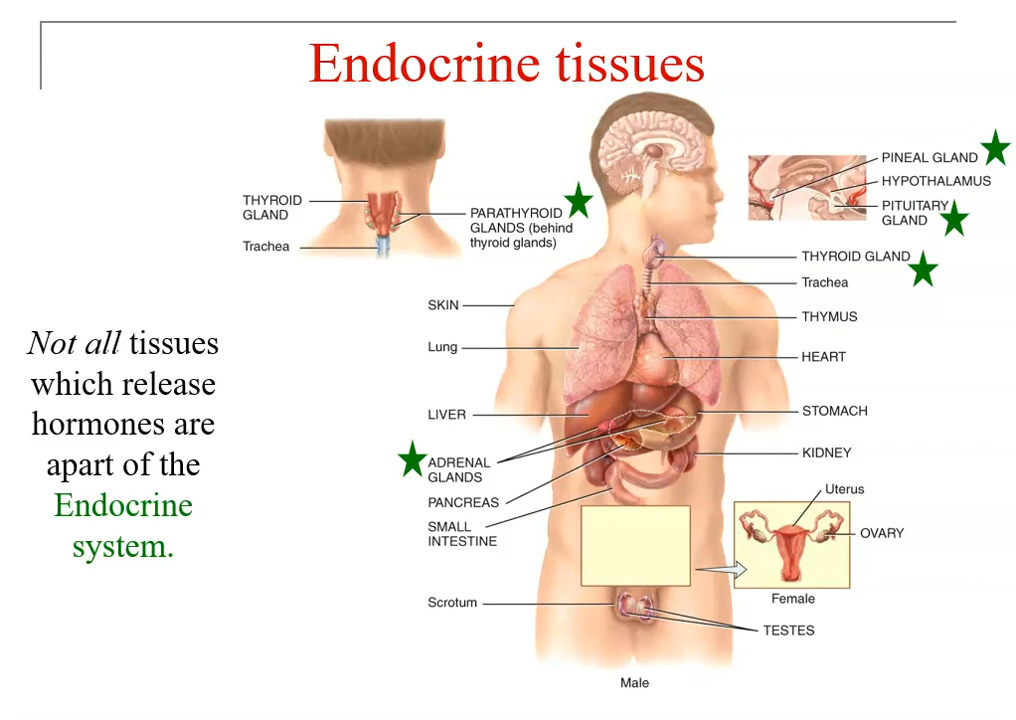 Endocrine tissues
THYROID
GLAND
Trachea
PARATHYROID
GLANDS (behind
thyroid glands)
PINEAL GLAND
HYPOTHALAMUS
PITUITARY
GLAND
THYROID GLAND
Trachea
THYMUS
HEART
STOMACH
KIDNEY
Uterus
OVARY
Female
TESTES
SKIN
Lung
LIVER
ADRENAL
GLANDS
PANCREAS
SMALL
INTESTINE
Scrotum
Male
Not all tissues
which release
hormones are
apart of the
Endocrine
system.